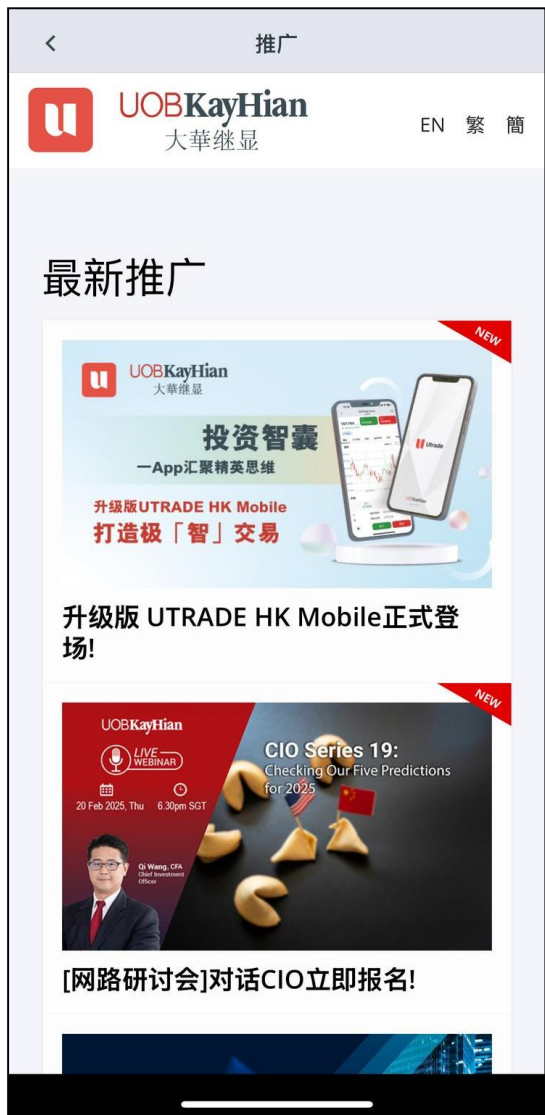 推广
UOBKayHian
大華继显
EN 繁 簡
最新推广
NEW
UOBKayHian
大華继显
投资智囊
一App汇聚精英思维
升级版UTRADE HK Mobile
打造极「智」交易
Utrade
升级版 UTRADE HK Mobile正式登
场!
NEW
UOBKayHian
LIVE
WEBINAR
20 Feb 2025, Thu 6.30pm SGT
Qi Wang, CFA
Chief Investment
Officer
CIO Series 19:
Checking Our Five Predictions
for 2025
[网路研讨会]对话CIO立即报名!